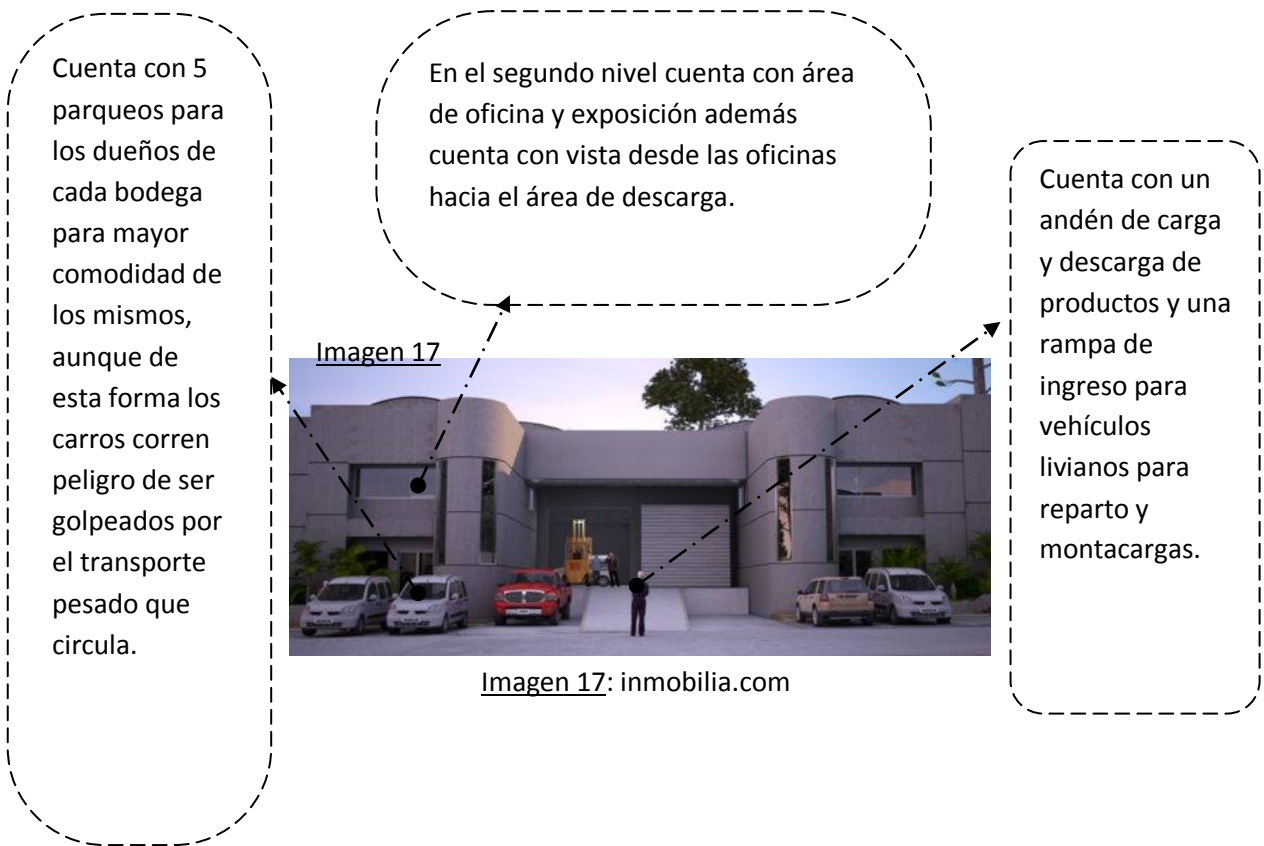 Cuenta con 5
parqueos para
los dueños de
cada bodega
para mayor
comodidad de
los mismos,
aunque de
esta forma los
carros corren
peligro de ser
golpeados por
el transporte
pesado que
circula.
En el segundo nivel cuenta con área
de oficina y exposición además
cuenta con vista desde las oficinas
hacia el área de descarga.
Cuenta con un
andén de carga
y descarga de
productos y una
rampa de
ingreso para
vehículos
livianos para
reparto y
montacargas.
Imagen 17
Imagen 17: inmobilia.com